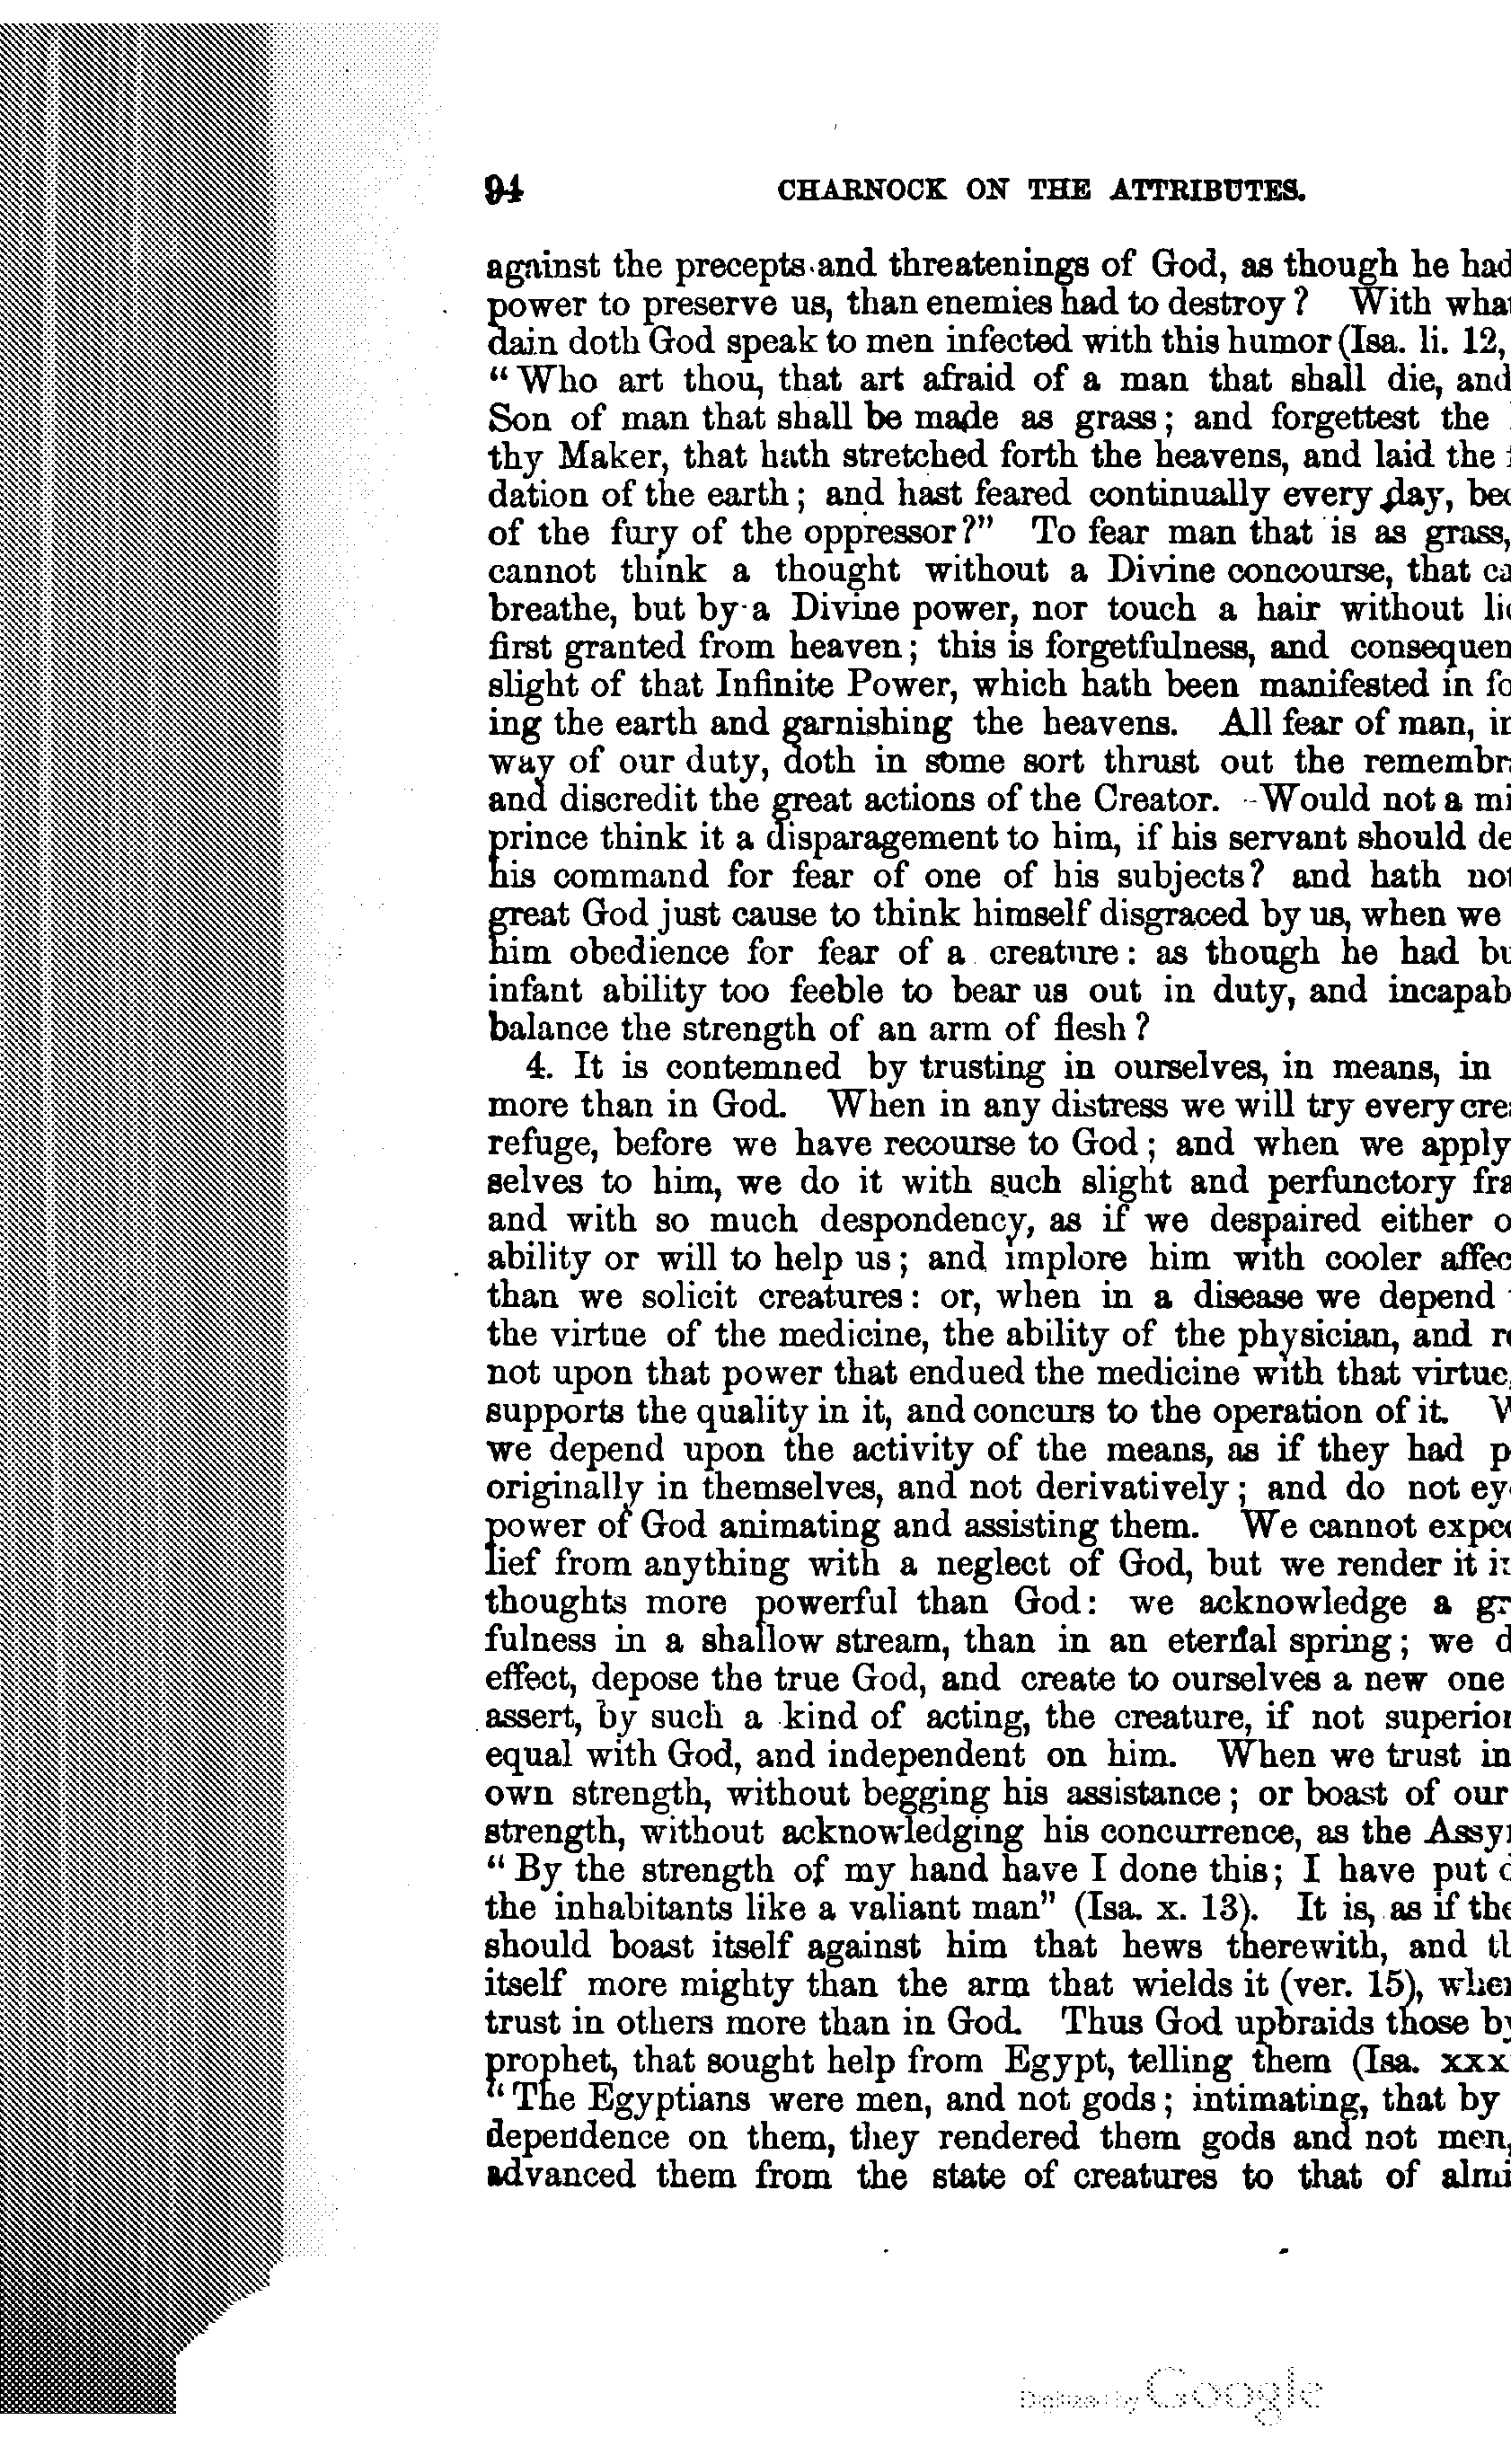 94 CHARNOCK ON THE ATTRIBUTES.
against the precepts and threatenings of God, as though he had
power to preserve us, than enemies had to destroy? With
dain doth God speak to men infected with this humor (Isa. li. 12,
"Who art thou, that art afraid of a man that shall die, and
Son of man that shall be made as grass; and forgettest the
thy Maker, that hath stretched forth the heavens, and laid the
dation of the earth; and hast feared continually every day,
of the fury of the oppressor?" To fear man that is as grass,
cannot think a thought without a Divine concourse, that
breathe, but by a Divine power, nor touch a hair without
first granted from heaven; this is forgetfulness, and
slight of that Infinite Power, which hath been manifested in
ing the earth and garnishing the heavens. All fear of man,
way of our duty, doth in some sort thrust out the
and discredit the great actions of the Creator. Would not a
prince think it a disparagement to him, if his servant should
his command for fear of one of his subjects? and hath not
great God just cause to think himself disgraced by us, when we
him obedience for fear of a creature: as though he had
infant ability too feeble to bear us out in duty, and
balance the strength of an arm of flesh?
4. It is contemned by trusting in ourselves, in means, in
more than in God. When in any distress we will try every
refuge, before we have recourse to God; and when we apply
selves to him, we do it with such slight and perfunctory
and with so much despondency, as if we despaired either
ability or will to help us; and implore him with cooler
than we solicit creatures: or, when in a disease we depend
the virtue of the medicine, the ability of the physician, and
not upon that power that endued the medicine with that virtue,
supports the quality in it, and concurs to the operation of it.
we depend upon the activity of the means, as if they had
originally in themselves, and not derivatively; and do not
power of God animating and assisting them. We cannot
lief from anything with a neglect of God, but we render it
thoughts more powerful than God: we acknowledge a
fulness in a shallow stream, than in an eternal spring; we
effect, depose the true God, and create to ourselves a new one
assert, by such a kind of acting, the creature, if not superior
equal with God, and independent on him. When we trust in
own strength, without begging his assistance; or boast of our
strength, without acknowledging his concurrence, as the
"By the strength of my hand have I done this; I have put
the inhabitants like a valiant man" (Isa. x. 13). It is, as if
should boast itself against him that hews therewith, and
itself more mighty than the arm that wields it (ver. 15),
trust in others more than in God. Thus God upbraids those
prophet, that sought help from Egypt, telling them (Isa.
"The Egyptians were men, and not gods; intimating, that by
dependence on them, they rendered them gods and not men,
advanced them from the state of creatures to that of
Digitized by Google